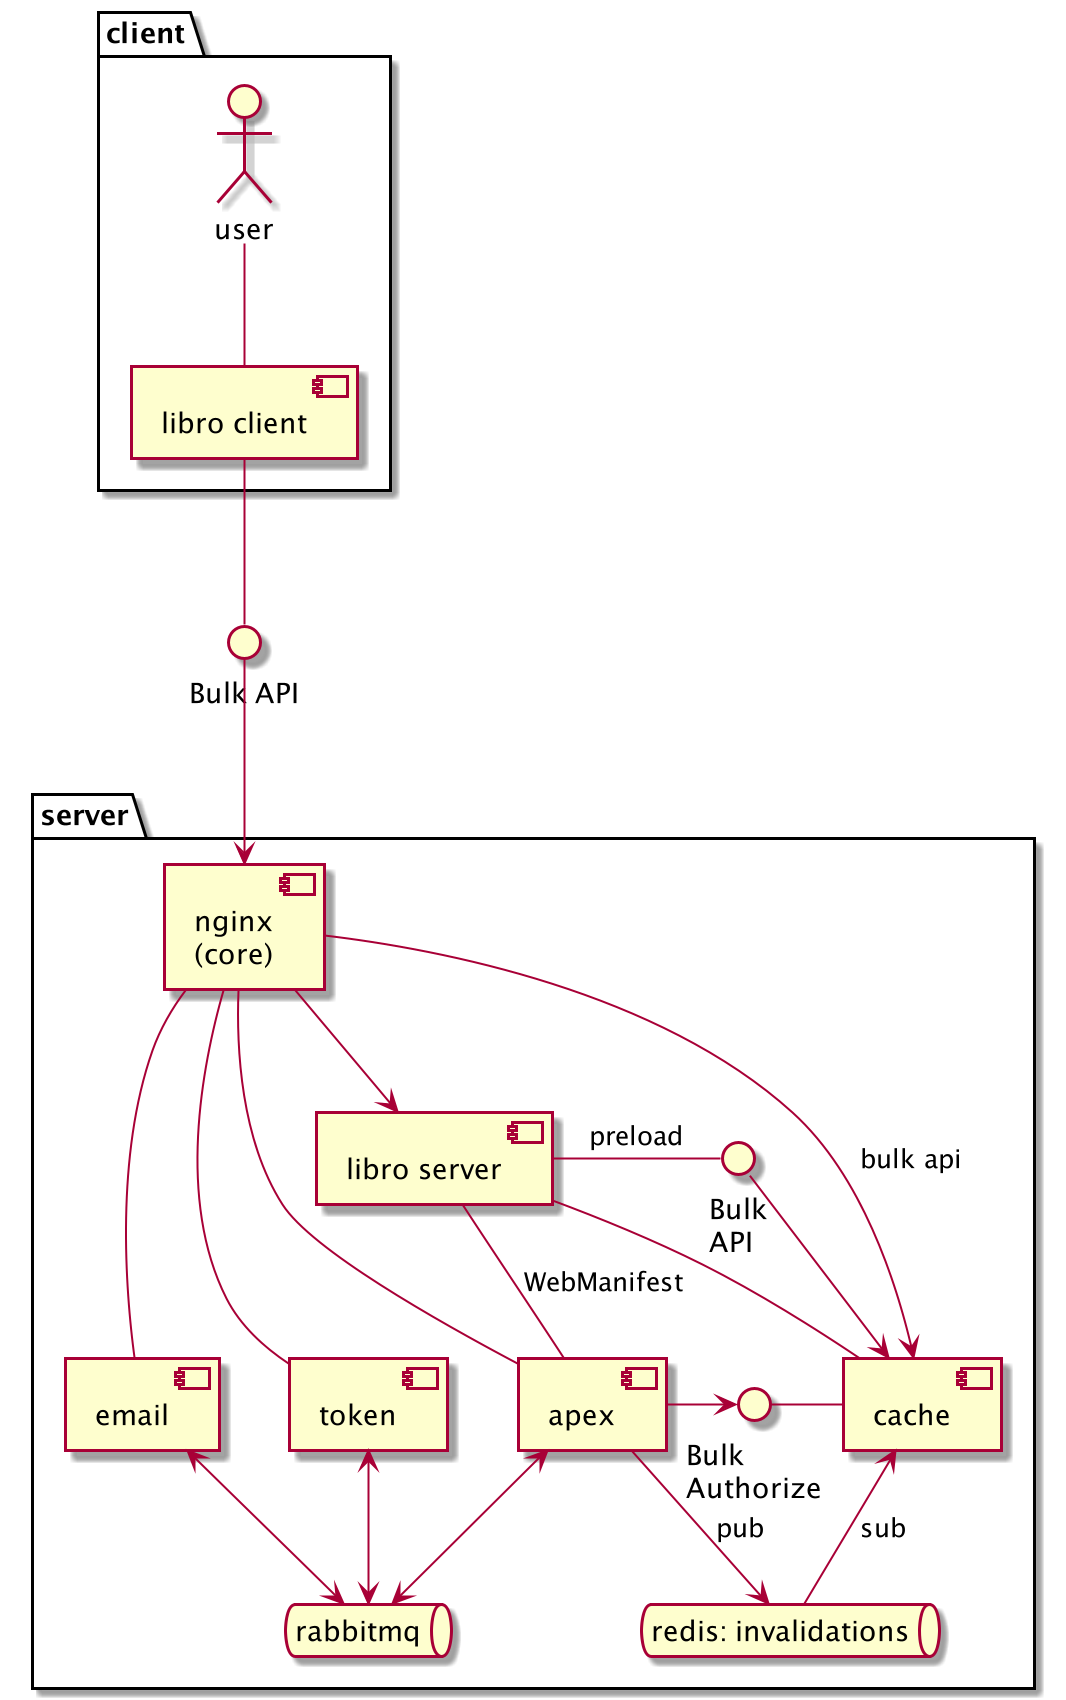 client
user
libro client
Bulk API
server
nginx
(core)
preload
bulk api
libro server
Bulk
API
WebManifest
email
token
apex
cache
Bulk
Authorize
pub
sub
rabbitmq
redis: invalidations